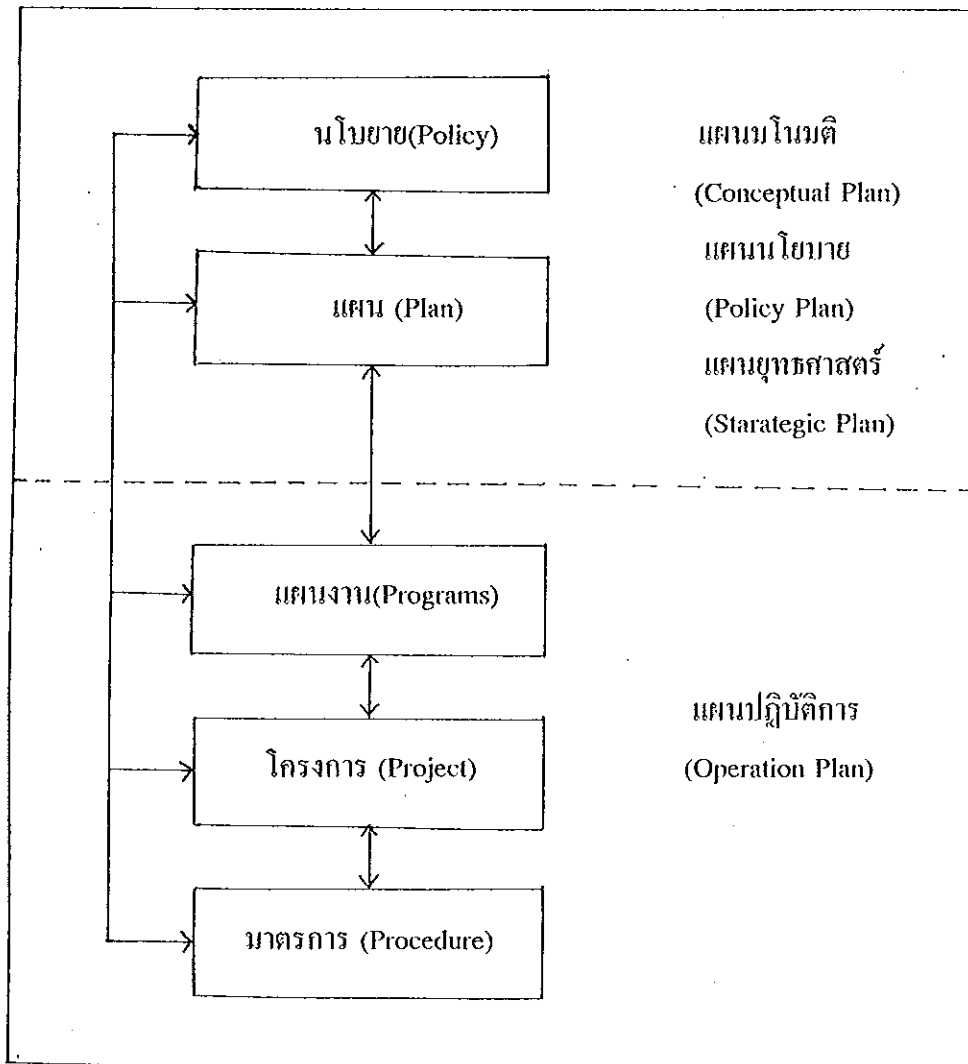 นโบยาย(Policy)
แผน (Plan)
แผนมโนมติ
(Conceptual Plan)
แผนนโยบาย
(Policy Plan)
แผนยุทธศาสตร์
(Starategic Plan)
แผนงาน(Programs)
โครงการ (Project)
มาตรการ (Procedure)
แผนปฏิบัติการ
(Operation Plan)